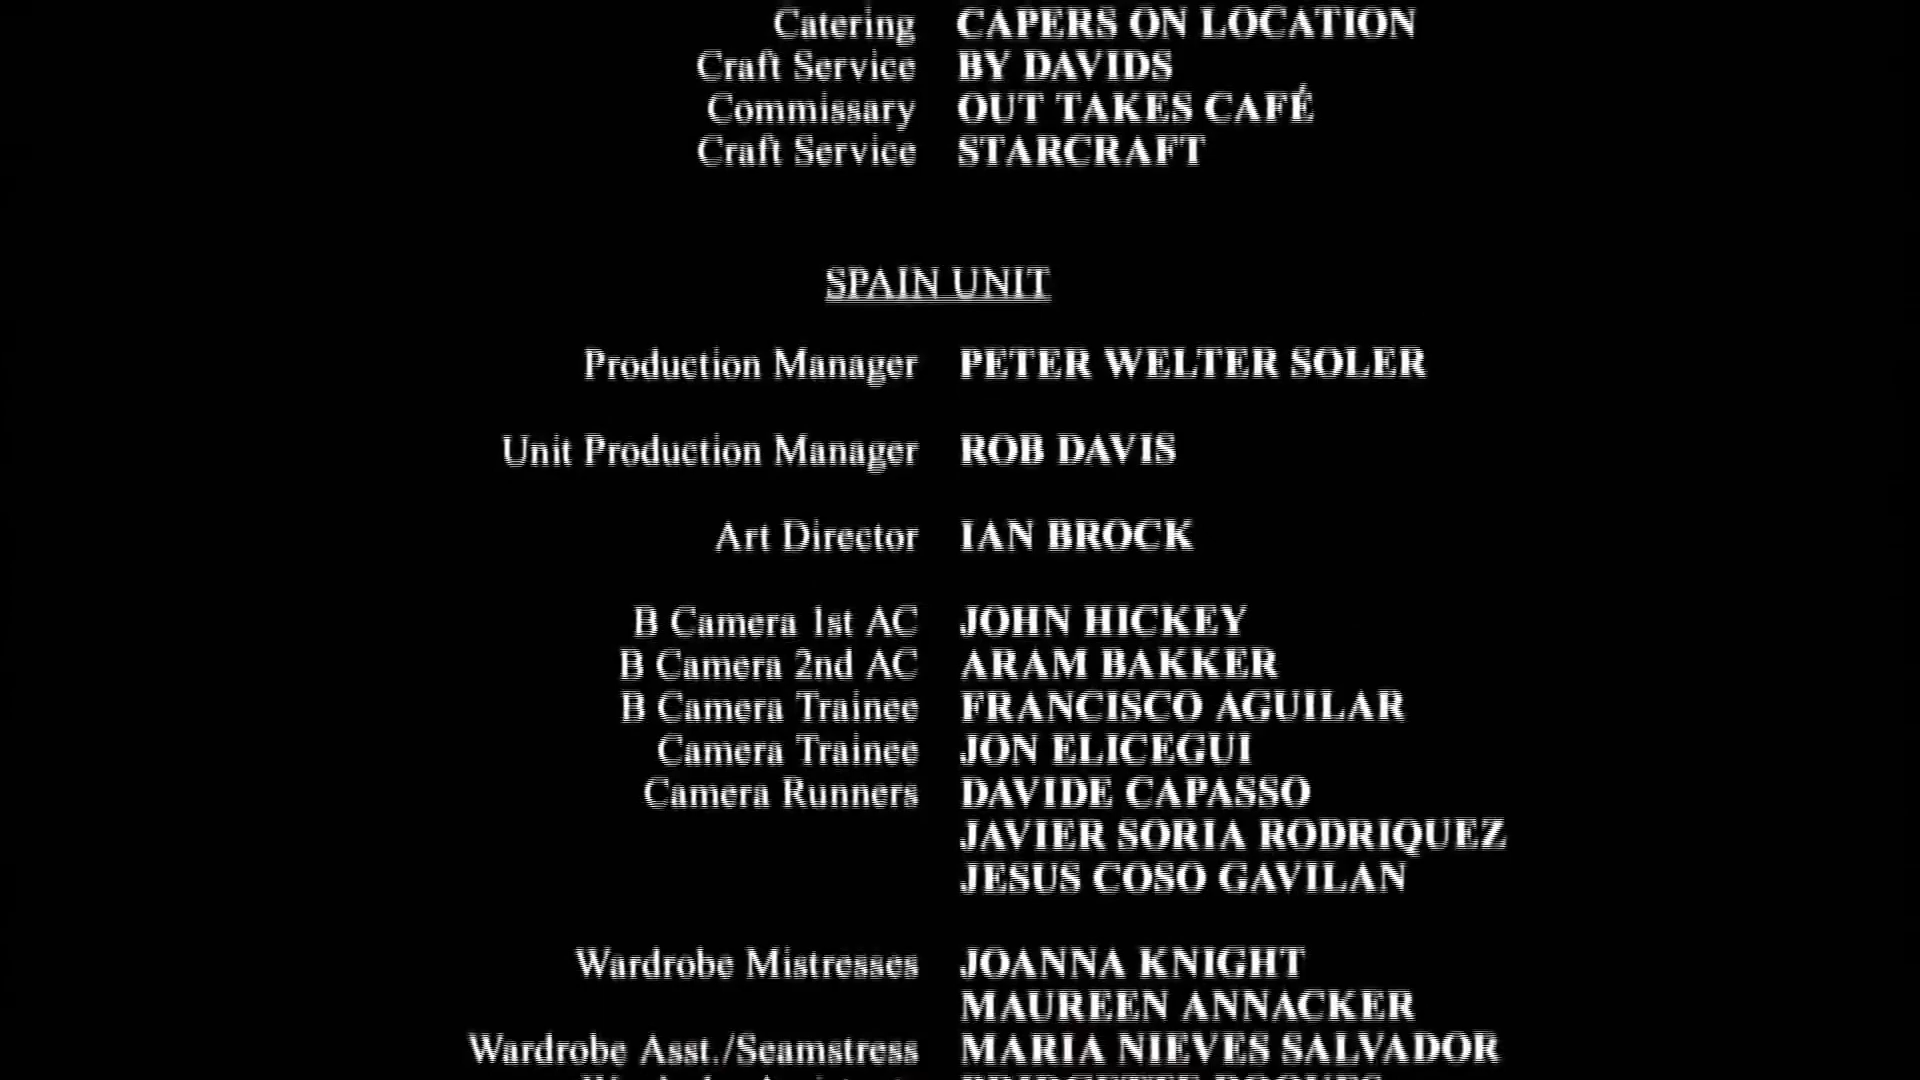 Catering CAPERS ON LOCATION
Craft Service BY DAVIDS
Commissary OUT TAKES CAFÉ
Craft Service STARCRAFT
SPAIN UNIT
Production Manager PETER WELTER SOLER
Unit Production Manager ROB DAVIS
Art Director IAN BROCK
B Camera 1st AC JOHN HICKEY
B Camera 2nd AC ARAM BAKKER
B Camera Trainee FRANCISCO AGUILAR
Camera Trainee JON ELICEGUI
Camera Runners DAVIDE CAPASSO
JAVIER SORIA RODRIQUEZ
JESUS COSO GAVILAN
Wardrobe Mistresses JOANNA KNIGHT
MAUREEN ANNACKER
Wardrobe Asst./Seamstress MARIA NIEVES SALVADOR